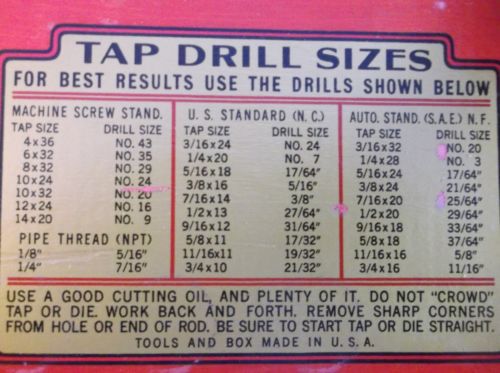 TAP DRILL SIZES
FOR BEST RESULTS USE THE DRILLS SHOWN BELOW
MACHINE SCREW STAND.
TAP SIZE DRILL SIZE
4x36 NO. 43
6x32 NO. 35
8x32 NO. 29
10x24 NO. 24
10x32 NO. 20
12x24 NO. 16
14x20 NO. 9
PIPE THREAD (NPT)
1/8" 5/16"
1/4" 7/16"
U. S. STANDARD (N. C.)
TAP SIZE DRILL SIZE
3/16x24 NO. 24
1/4x20 NO. 7
5/16x18 17/64"
3/8x16 5/16"
7/16x14 3/8"
1/2x13 27/64"
9/16x12 31/64"
5/8x11 17/32"
11/16x11 19/32"
3/4x10 21/32"
AUTO. STAND. (S.A.E.) N. F.
TAP SIZE DRILL SIZE
3/16x32 NO. 20
1/4x28 NO. 3
5/16x24 17/64"
3/8x24 21/64"
7/16x20 25/64"
1/2x20 29/64"
9/16x18 33/64"
5/8x18 37/64"
11/16x16 5/8"
3/4x16 11/16"
USE A GOOD CUTTING OIL, AND PLENTY OF IT. DO NOT "CROWD"
TAP OR DIE. WORK BACK AND FORTH. REMOVE SHARP CORNERS
FROM HOLE OR END OF ROD. BE SURE TO START TAP OR DIE STRAIGHT.
TOOLS AND BOX MADE IN U. S. A.